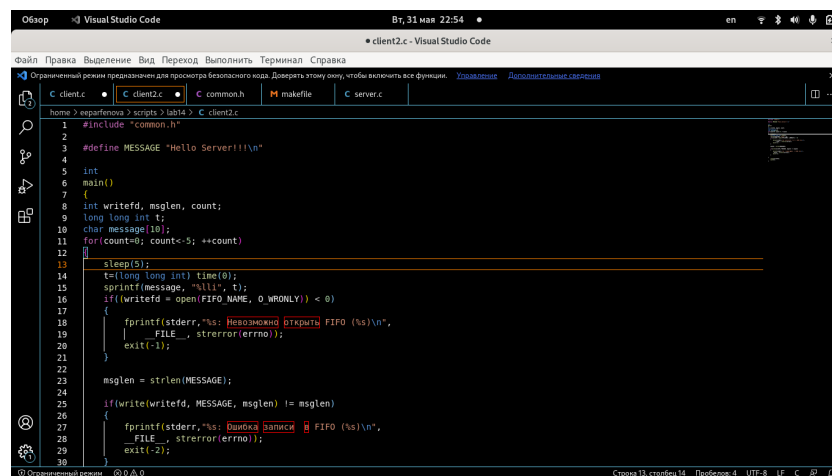 Обзор Visual Studio Code Вт, 31 мая 22:54 en
● client2.c - Visual Studio Code
Файл Правка Выделение Вид Переход Выполнить Терминал Справка
Ограниченный режим предназначен для просмотра безопасного кода. Доверять этому окну, чтобы включить все функции. Управление Дополнительные сведения
C client.c ● C client2.c ● C common.h M makefile C server.c
home > eeparfenova > scripts > lab14 > C client2.c
1 #include "common.h"
2
3 #define MESSAGE "Hello Server!!!\n"
4
5 int
6 main()
7 {
8 int writefd, msglen, count;
9 long long int t;
10 char message[10];
11 for(count=0; count<-5; ++count)
12 {
13 sleep(5);
14 t=(long long int) time(0);
15 sprintf(message, "%lli", t);
16 if((writefd = open(FIFO_NAME, O_WRONLY)) < 0)
17 {
18 fprintf(stderr,"%s: Невозможно открыть FIFO (%s)\n",
19 __FILE__, strerror(errno));
20 exit(-1);
21 }
22
23 msglen = strlen(MESSAGE);
24
25 if(write(writefd, MESSAGE, msglen) != msglen)
26 {
27 fprintf(stderr,"%s: Ошибка записи в FIFO (%s)\n",
28 __FILE__, strerror(errno));
29 exit(-2);
30 }
Ограниченный режим 0 0 Строка 13, столбец 14 Пробелов: 4 UTF-8 LF C